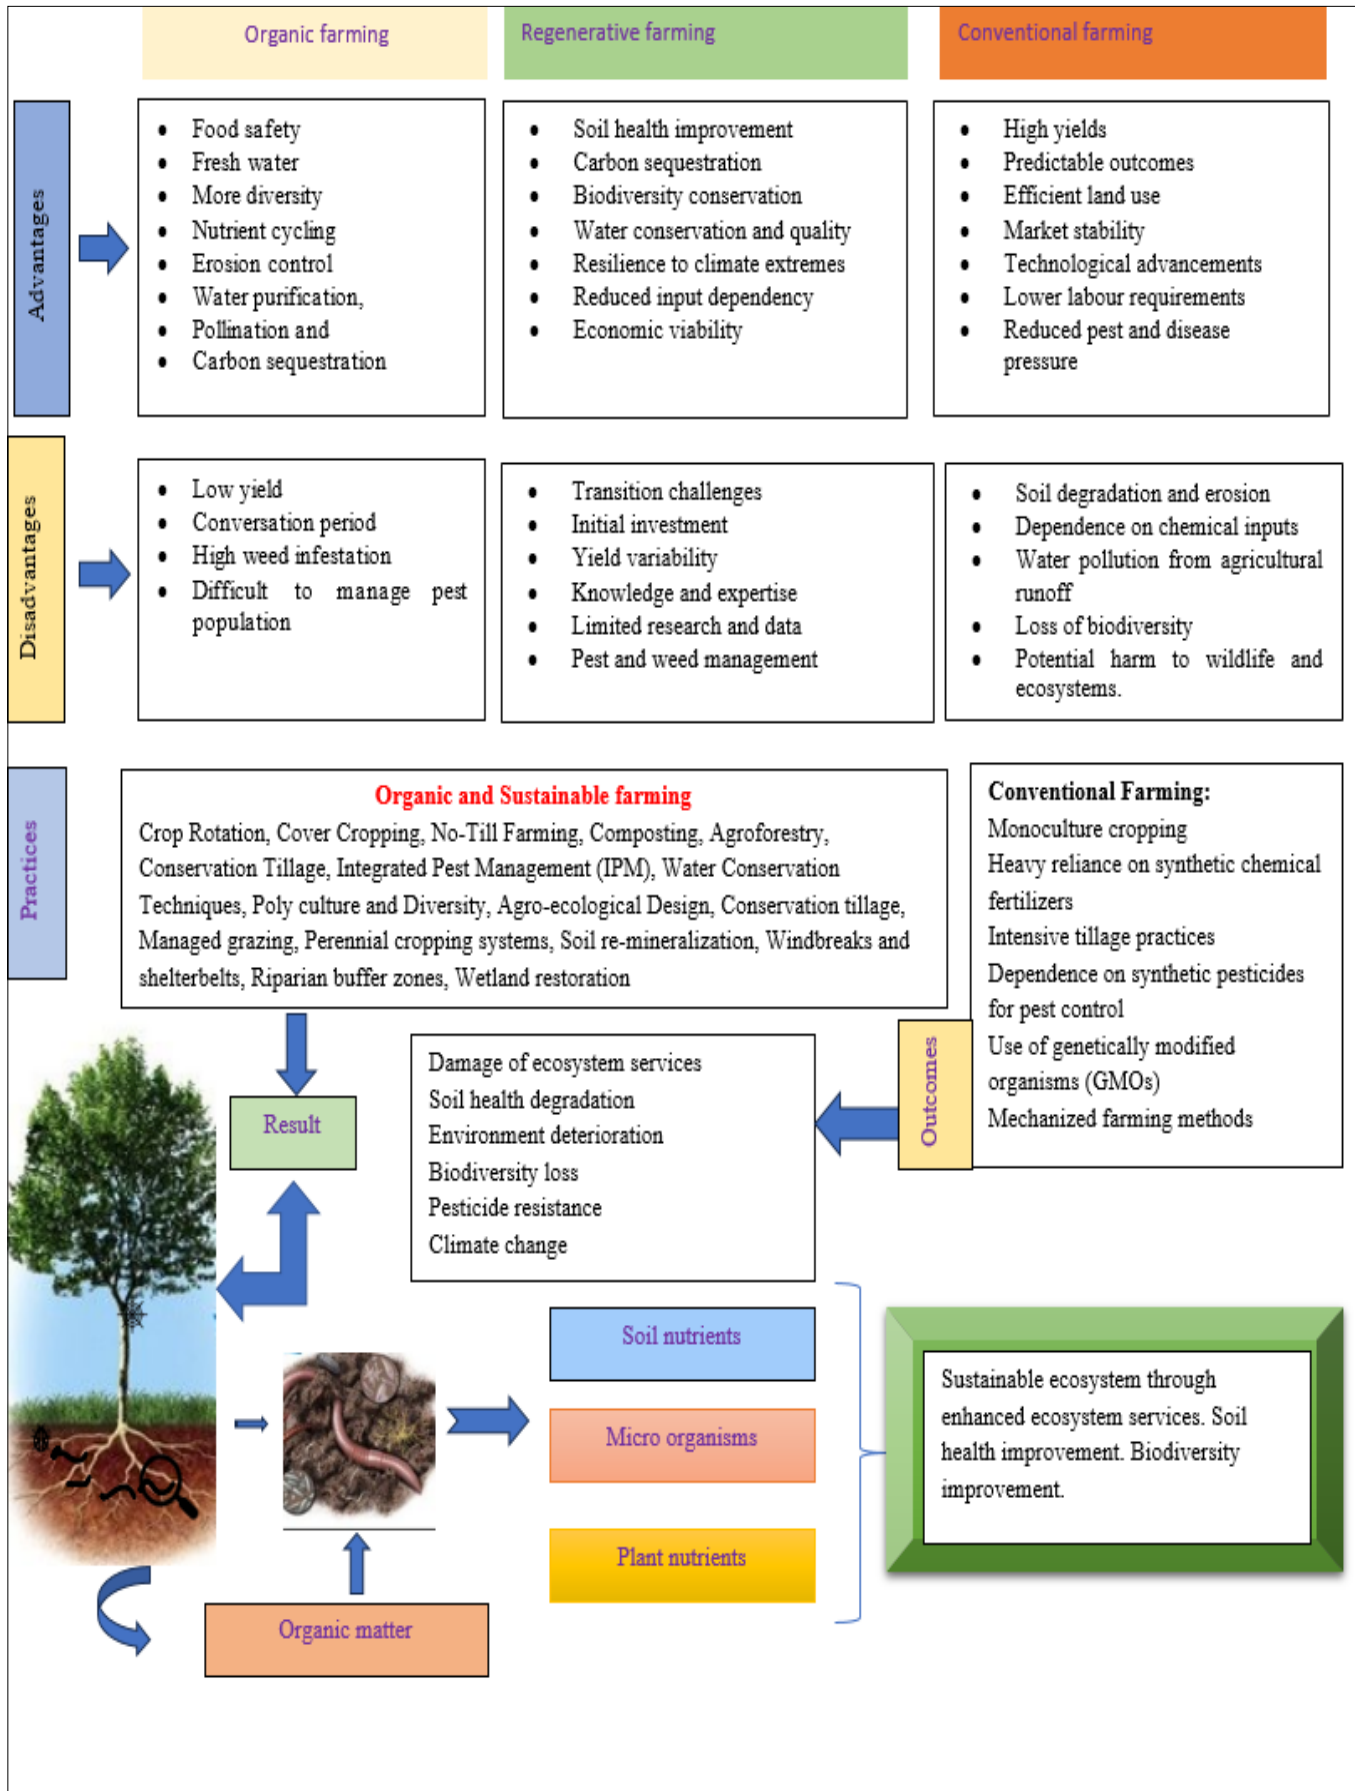 Organic farming
Regenerative farming
Conventional farming
Advantages
• Food safety
• Fresh water
• More diversity
• Nutrient cycling
• Erosion control
• Water purification,
• Pollination and
• Carbon sequestration
• Soil health improvement
• Carbon sequestration
• Biodiversity conservation
• Water conservation and quality
• Resilience to climate extremes
• Reduced input dependency
• Economic viability
• High yields
• Predictable outcomes
• Efficient land use
• Market stability
• Technological advancements
• Lower labour requirements
• Reduced pest and disease
pressure
Disadvantages
• Low yield
• Conversation period
• High weed infestation
• Difficult to manage pest
population
• Transition challenges
• Initial investment
• Yield variability
• Knowledge and expertise
• Limited research and data
• Pest and weed management
• Soil degradation and erosion
• Dependence on chemical inputs
• Water pollution from agricultural
runoff
• Loss of biodiversity
• Potential harm to wildlife and
ecosystems.
Practices
Organic and Sustainable farming
Crop Rotation, Cover Cropping, No-Till Farming, Composting, Agroforestry,
Conservation Tillage, Integrated Pest Management (IPM), Water Conservation
Techniques, Poly culture and Diversity, Agro-ecological Design, Conservation tillage,
Managed grazing, Perennial cropping systems, Soil re-mineralization, Windbreaks and
shelterbelts, Riparian buffer zones, Wetland restoration
Conventional Farming:
Monoculture cropping
Heavy reliance on synthetic chemical
fertilizers
Intensive tillage practices
Dependence on synthetic pesticides
for pest control
Use of genetically modified
organisms (GMOs)
Mechanized farming methods
Outcomes
Damage of ecosystem services
Soil health degradation
Environment deterioration
Biodiversity loss
Pesticide resistance
Climate change
Result
Soil nutrients
Micro organisms
Plant nutrients
Organic matter
Sustainable ecosystem through
enhanced ecosystem services. Soil
health improvement. Biodiversity
improvement.